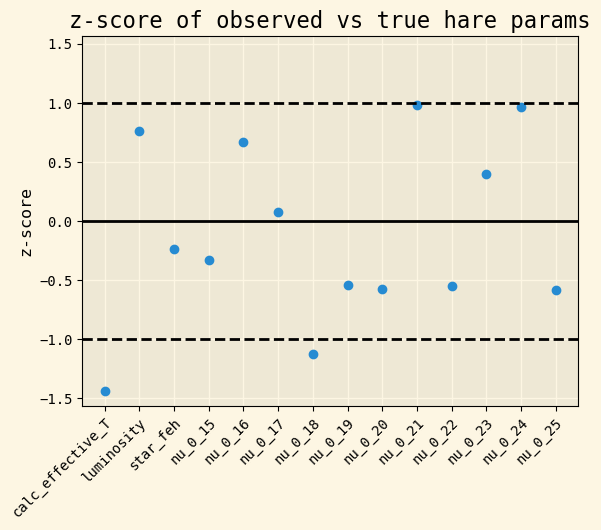 z-score of observed vs true hare params
z-score
1.5
1.0
0.5
0.0
−0.5
−1.0
−1.5
calc_effective_T
luminosity
star_feh
nu_0_15
nu_0_16
nu_0_17
nu_0_18
nu_0_19
nu_0_20
nu_0_21
nu_0_22
nu_0_23
nu_0_24
nu_0_25